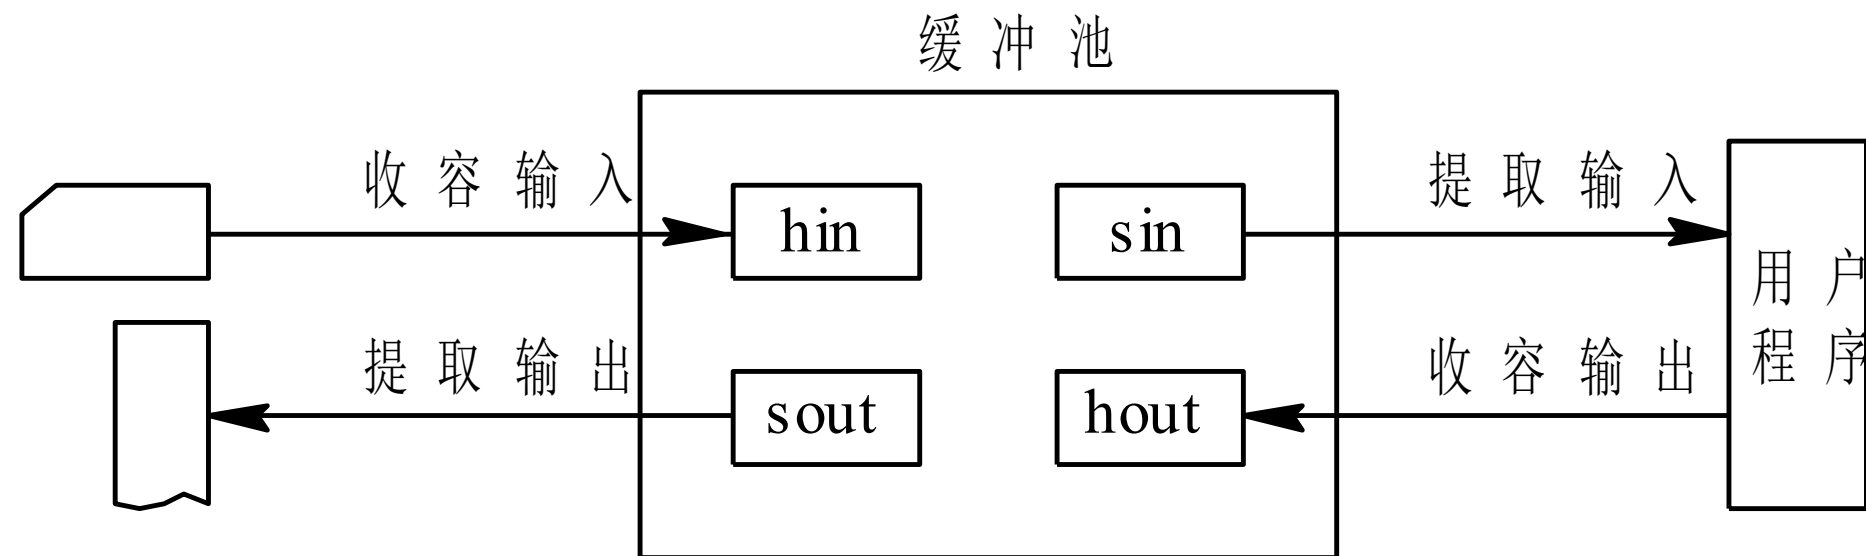 缓冲池
收容输入
hin
sin
提取输入
用户
程序
提取输出
sout
hout
收容输出